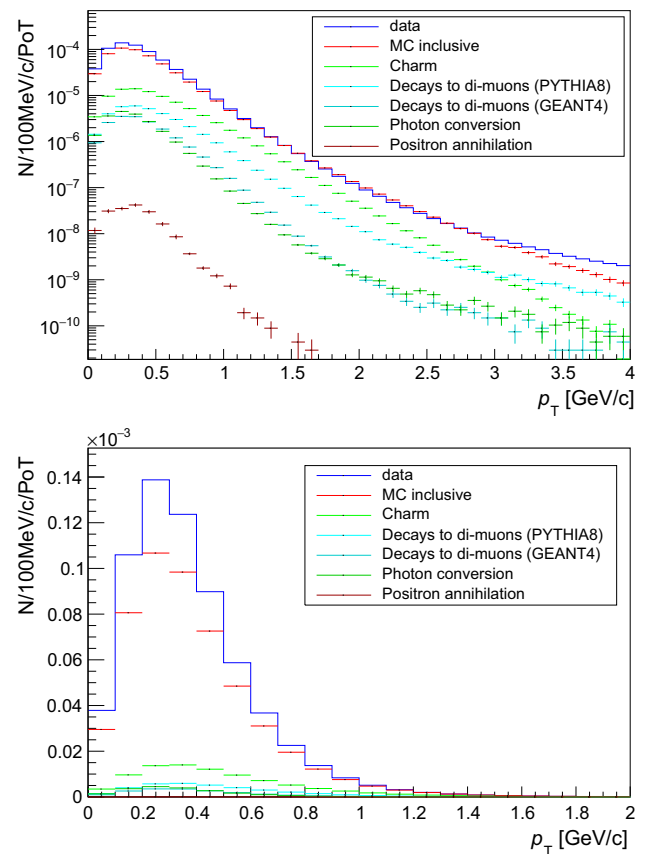 N/100MeV/c/PoT
10⁻⁴
10⁻⁵
10⁻⁶
10⁻⁷
10⁻⁸
10⁻⁹
10⁻¹⁰
data
MC inclusive
Charm
Decays to di-muons (PYTHIA8)
Decays to di-muons (GEANT4)
Photon conversion
Positron annihilation
0 0.5 1 1.5 2 2.5 3 3.5 4
p_T [GeV/c]
×10⁻³
N/100MeV/c/PoT
0.14
0.12
0.1
0.08
0.06
0.04
0.02
0
data
MC inclusive
Charm
Decays to di-muons (PYTHIA8)
Decays to di-muons (GEANT4)
Photon conversion
Positron annihilation
0 0.2 0.4 0.6 0.8 1 1.2 1.4 1.6 1.8 2
p_T [GeV/c]